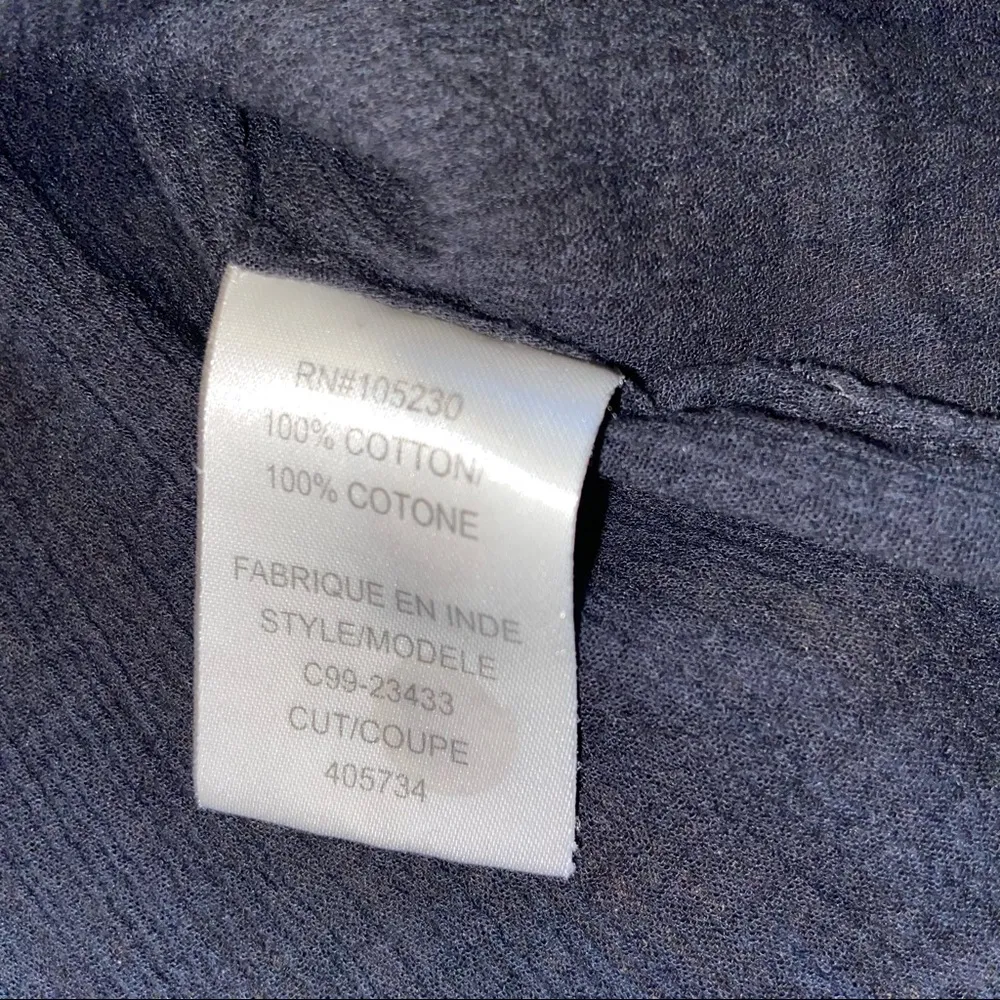 RN#105230
100% COTTON/
100% COTONE
FABRIQUE EN INDE
STYLE/MODELE
C99-23433
CUT/COUPE
405734